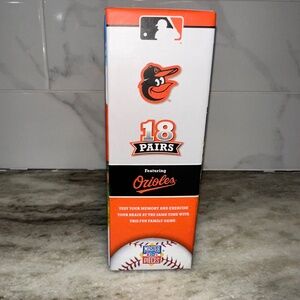 18
PAIRS
Featuring
Orioles
TEST YOUR MEMORY AND EXERCISE
YOUR BRAIN AT THE SAME TIME WITH
THIS FUN FAMILY GAME.